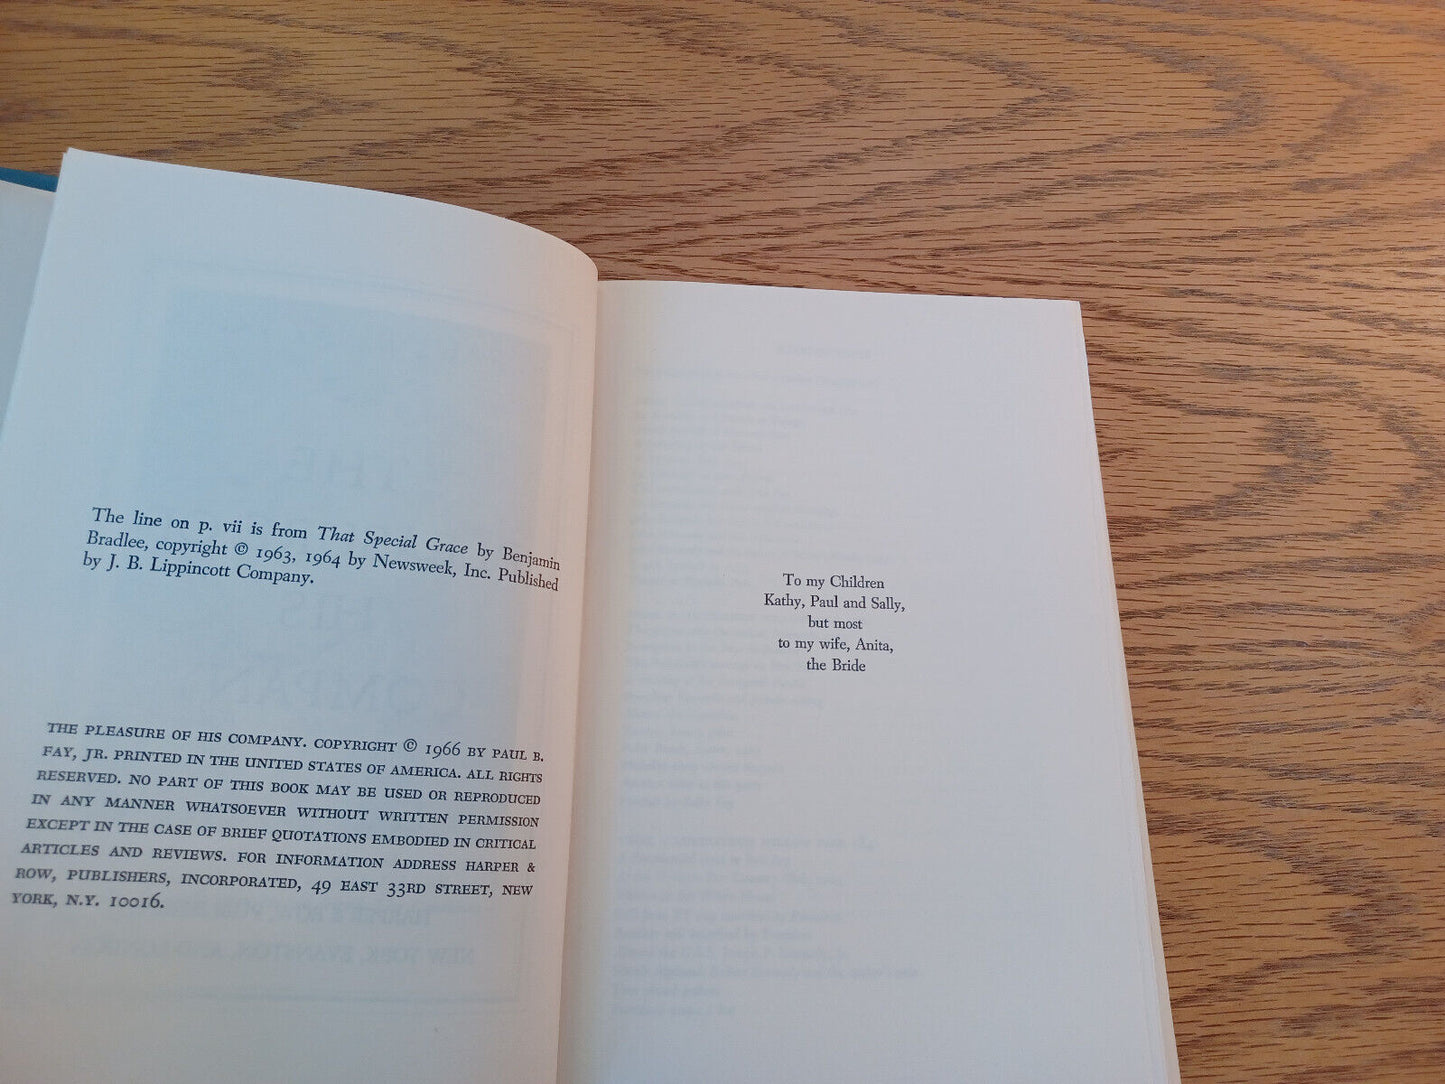 The line on p. vii is from That Special Grace by Benjamin
Bradlee, copyright © 1963, 1964 by Newsweek, Inc. Published
by J. B. Lippincott Company.
THE PLEASURE OF HIS COMPANY. COPYRIGHT © 1966 BY PAUL B.
FAY, JR. PRINTED IN THE UNITED STATES OF AMERICA. ALL RIGHTS
RESERVED. NO PART OF THIS BOOK MAY BE USED OR REPRODUCED
IN ANY MANNER WHATSOEVER WITHOUT WRITTEN PERMISSION
EXCEPT IN THE CASE OF BRIEF QUOTATIONS EMBODIED IN CRITICAL
ARTICLES AND REVIEWS. FOR INFORMATION ADDRESS HARPER &
ROW, PUBLISHERS, INCORPORATED, 49 EAST 33RD STREET, NEW
YORK, N.Y. 10016.
To my Children
Kathy, Paul and Sally,
but most
to my wife, Anita,
the Bride